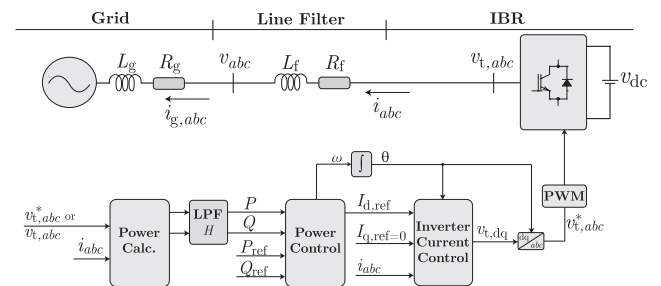 Grid Line Filter IBR
L_g R_g v_abc L_f R_f v_t,abc
v_dc
i_g,abc i_abc
ω ∫ θ
PWM
v*_t,abc or
v_t,abc
i_abc
Power
Calc.
LPF
H
P
Q
P_ref
Q_ref
Power
Control
I_d,ref
I_q,ref=0
i_abc
Inverter
Current
Control
v_t,dq
dq
abc
v*_t,abc